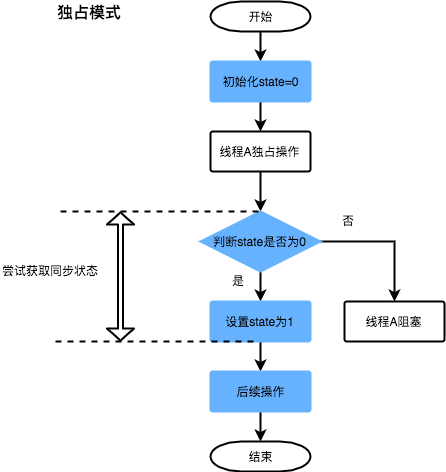 独占模式
开始
初始化state=0
线程A独占操作
判断state是否为0
否
是
尝试获取同步状态
设置state为1
线程A阻塞
后续操作
结束